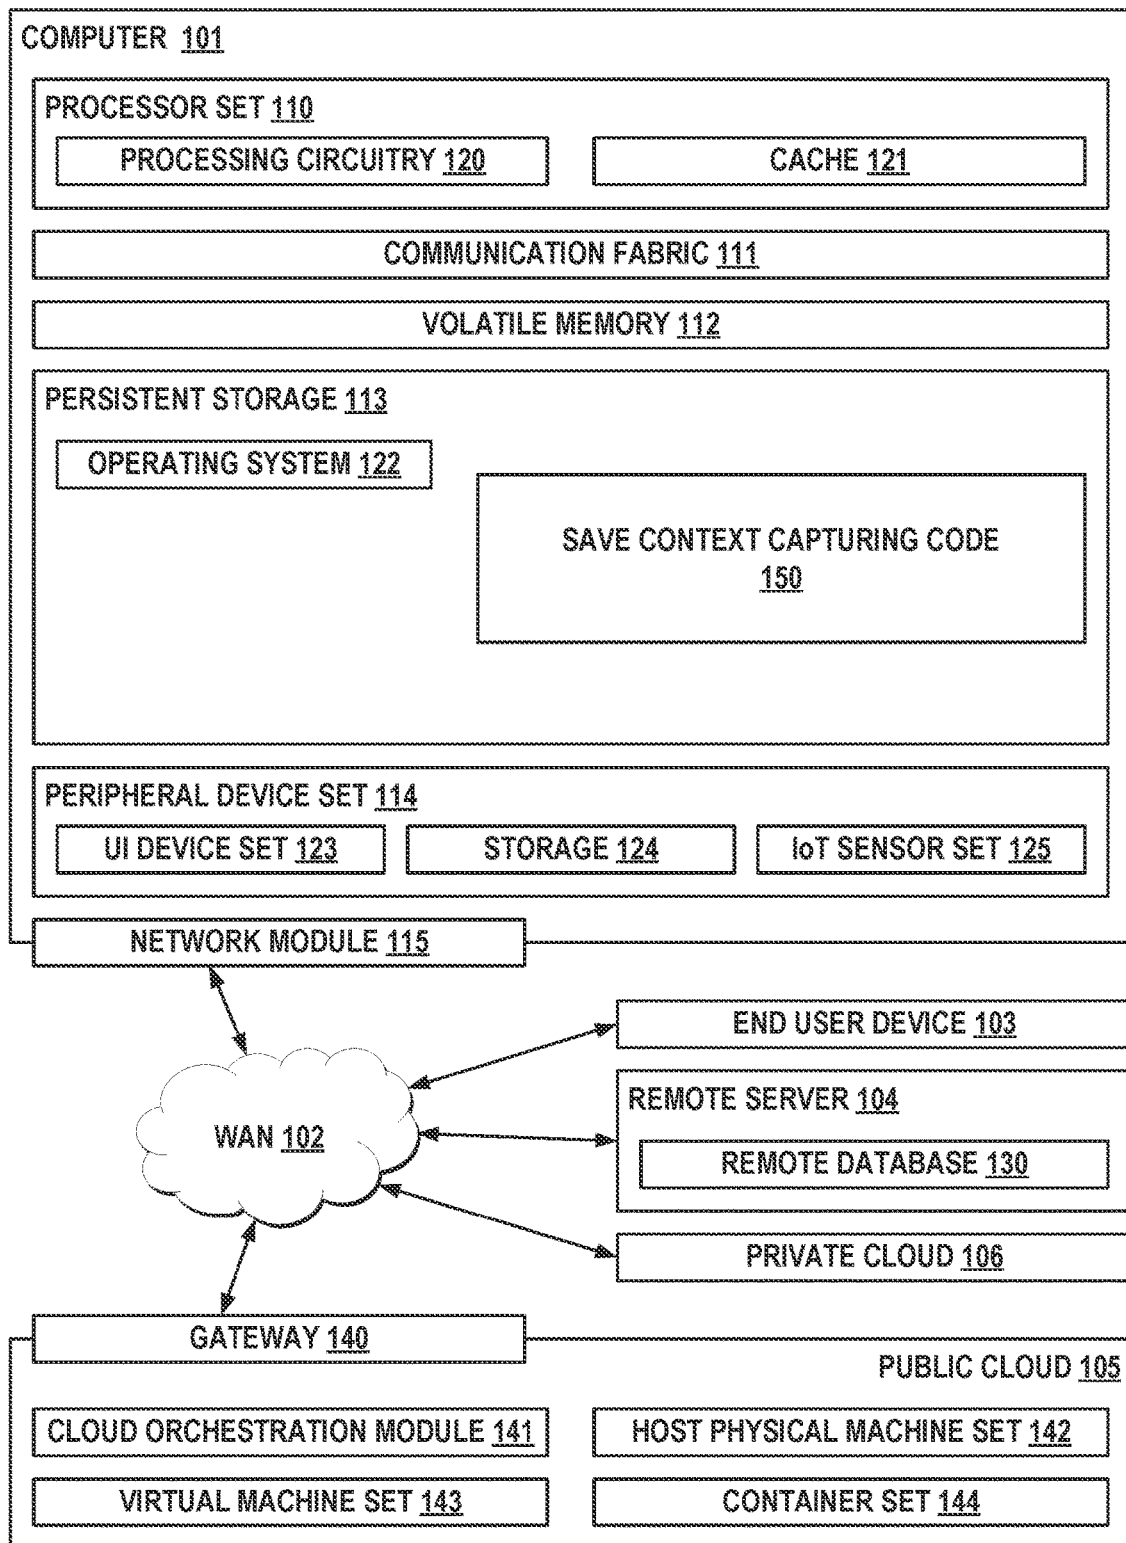 COMPUTER 101
PROCESSOR SET 110
PROCESSING CIRCUITRY 120
CACHE 121
COMMUNICATION FABRIC 111
VOLATILE MEMORY 112
PERSISTENT STORAGE 113
OPERATING SYSTEM 122
SAVE CONTEXT CAPTURING CODE
150
PERIPHERAL DEVICE SET 114
UI DEVICE SET 123
STORAGE 124
IoT SENSOR SET 125
NETWORK MODULE 115
END USER DEVICE 103
REMOTE SERVER 104
WAN 102
REMOTE DATABASE 130
PRIVATE CLOUD 106
GATEWAY 140
PUBLIC CLOUD 105
CLOUD ORCHESTRATION MODULE 141
HOST PHYSICAL MACHINE SET 142
VIRTUAL MACHINE SET 143
CONTAINER SET 144